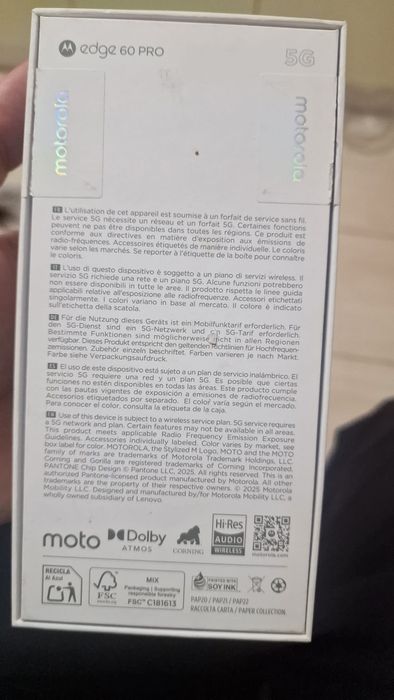 motorola edge 60 PRO
5G
motorola
motorola
FR L'utilisation de cet appareil est soumise à un forfait de service sans fil.
Le service 5G nécessite un réseau et un forfait 5G. Certaines fonctions
peuvent ne pas être disponibles dans toutes les régions. Ce produit est
conforme aux directives en matière d'exposition aux émissions de
radio-fréquences. Accessoires étiquetés de manière individuelle. Le coloris
varie selon les marchés. Se reporter à l'étiquette de la boîte pour connaître
le coloris.
IT L'uso di questo dispositivo è soggetto a un piano di servizi wireless. Il
servizio 5G richiede una rete e un piano 5G. Alcune funzioni potrebbero
non essere disponibili in tutte le aree. Il prodotto rispetta le linee guida
applicabili relative all'esposizione alle radiofrequenze. Accessori etichettati
singolarmente. I colori variano in base al mercato. Il colore è indicato
sull'etichetta della scatola.
DE Für die Nutzung dieses Geräts ist ein Mobilfunktarif erforderlich. Für
den 5G-Dienst sind ein 5G-Netzwerk und 5G-Tarif erforderlich.
Bestimmte Funktionen sind möglicherweise nicht in allen Regionen
verfügbar. Dieses Produkt entspricht den geltenden Richtlinien für Hochfrequen-
zemissionen. Zubehör einzeln beschriftet. Farben variieren je nach Markt.
Farbe siehe Verpackungsaufdruck.
ES El uso de este dispositivo está sujeto a un plan de servicio inalámbrico. El
servicio 5G requiere una red y un plan 5G. Es posible que ciertas
funciones no estén disponibles en todas las áreas. Este producto cumple
con las pautas vigentes de exposición a emisiones de radiofrecuencia.
Accesorios etiquetados por separado. El color varía según el mercado.
Para conocer el color, consulta la etiqueta de la caja.
EN Use of this device is subject to a wireless service plan. 5G service requires
a 5G network and plan. Certain features may not be available in all areas.
This product meets applicable Radio Frequency Emission Exposure
Guidelines. Accessories individually labeled. Color varies by market, see
box label for color. MOTOROLA, the Stylized M Logo, MOTO and the MOTO
family of marks are trademarks of Motorola Trademark Holdings, LLC.
Corning and Gorilla are registered trademarks of Corning Incorporated.
PANTONE Chip Design © Pantone LLC, 2025. All rights reserved. This is an
authorized Pantone-licensed product manufactured by Motorola. All other
trademarks are the property of their respective owners. © 2025 Motorola
Mobility LLC. Designed and manufactured by/for Motorola Mobility LLC, a
wholly owned subsidiary of Lenovo.
moto
Dolby
ATMOS
CORNING
Hi-Res
AUDIO
WIRELESS
motorola.com
RECICLA
Al Azul
FSC
MIX
Packaging | Supporting
responsible forestry
FSC™ C181613
PRINTED WITH
SOY INK
PAP20 / PAP21 / PAP22
RACCOLTA CARTA / PAPER COLLECTION